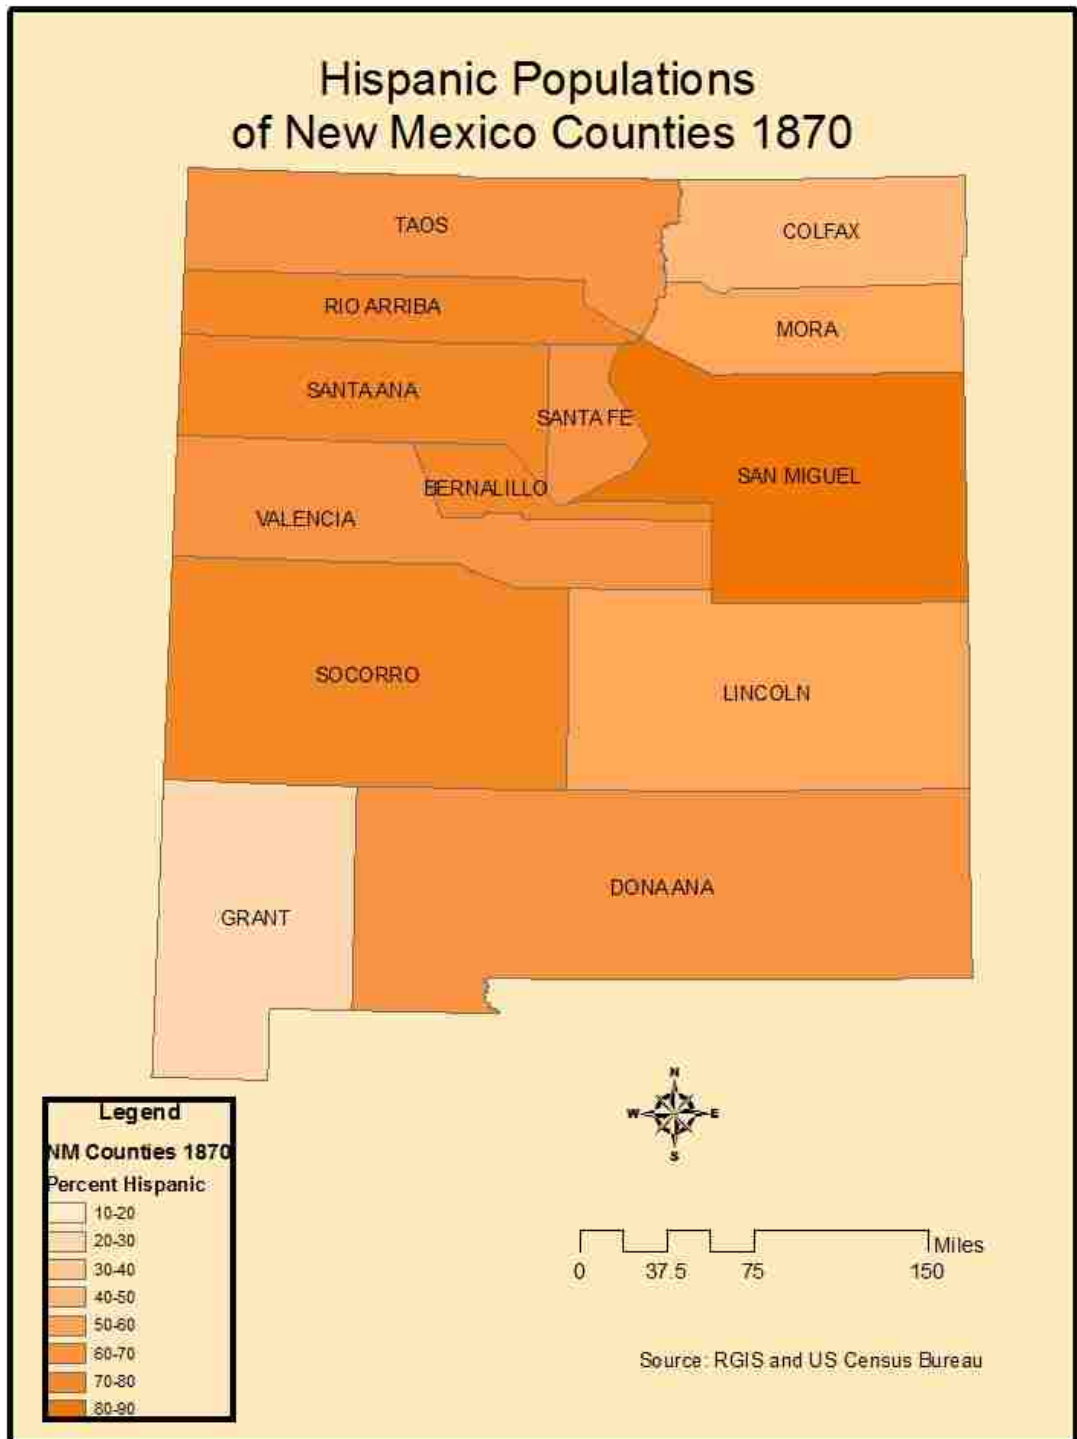 Hispanic Populations
of New Mexico Counties 1870
TAOS
COLFAX
RIO ARRIBA
MORA
SANTA ANA
SANTA FE
SAN MIGUEL
BERNALILLO
VALENCIA
SOCORRO
LINCOLN
DONA ANA
GRANT
N
W E
S
Legend
NM Counties 1870
Percent Hispanic
10-20
20-30
30-40
40-50
50-60
60-70
70-80
80-90
Miles
0 37.5 75 150
Source: RGIS and US Census Bureau